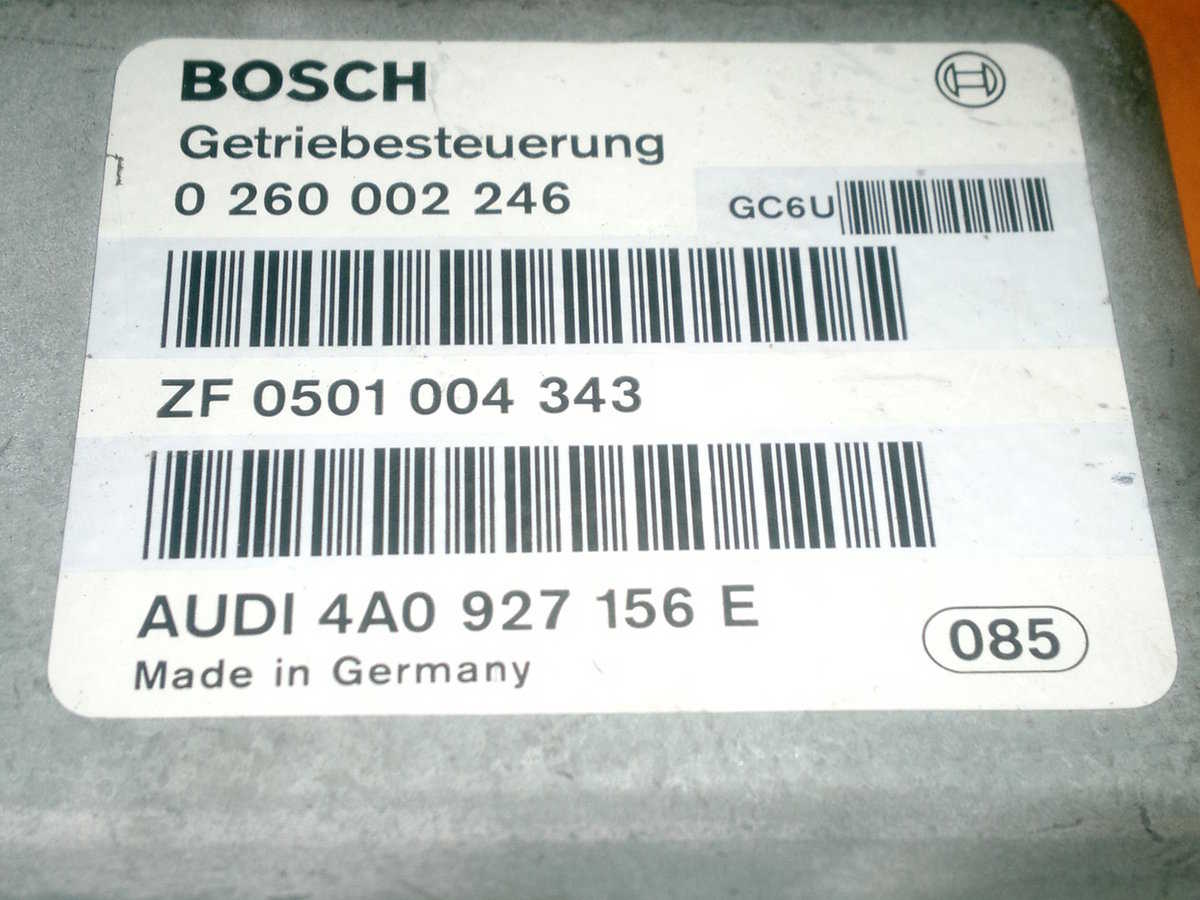 BOSCH
Getriebesteuerung
0 260 002 246
GC6U
ZF 0501 004 343
AUDI 4A0 927 156 E
Made in Germany
085